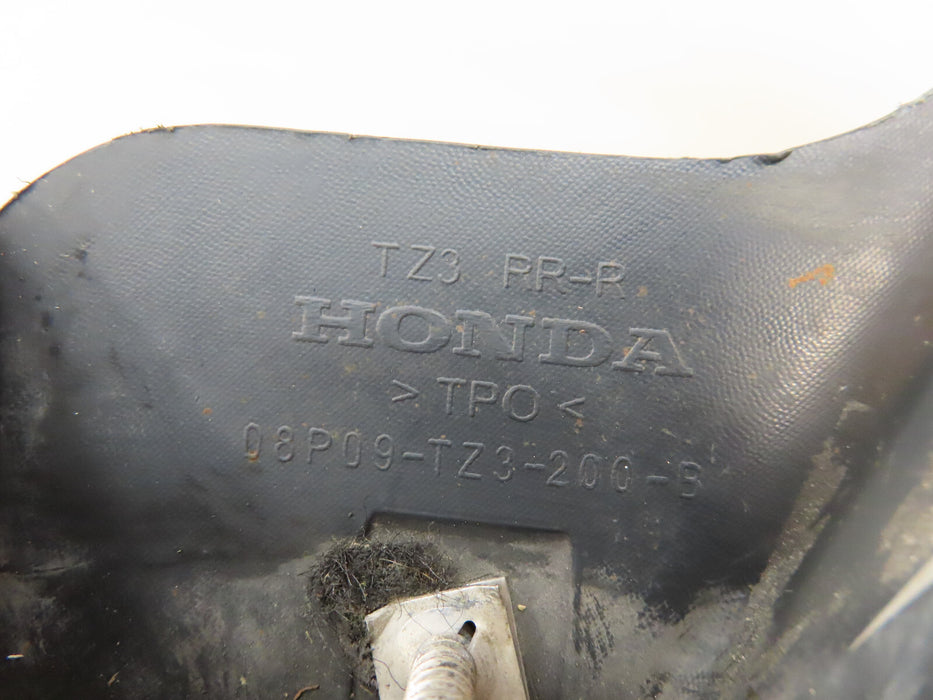 TZ3 RR-R
HONDA
>TPO<
08P09-TZ3-200-B